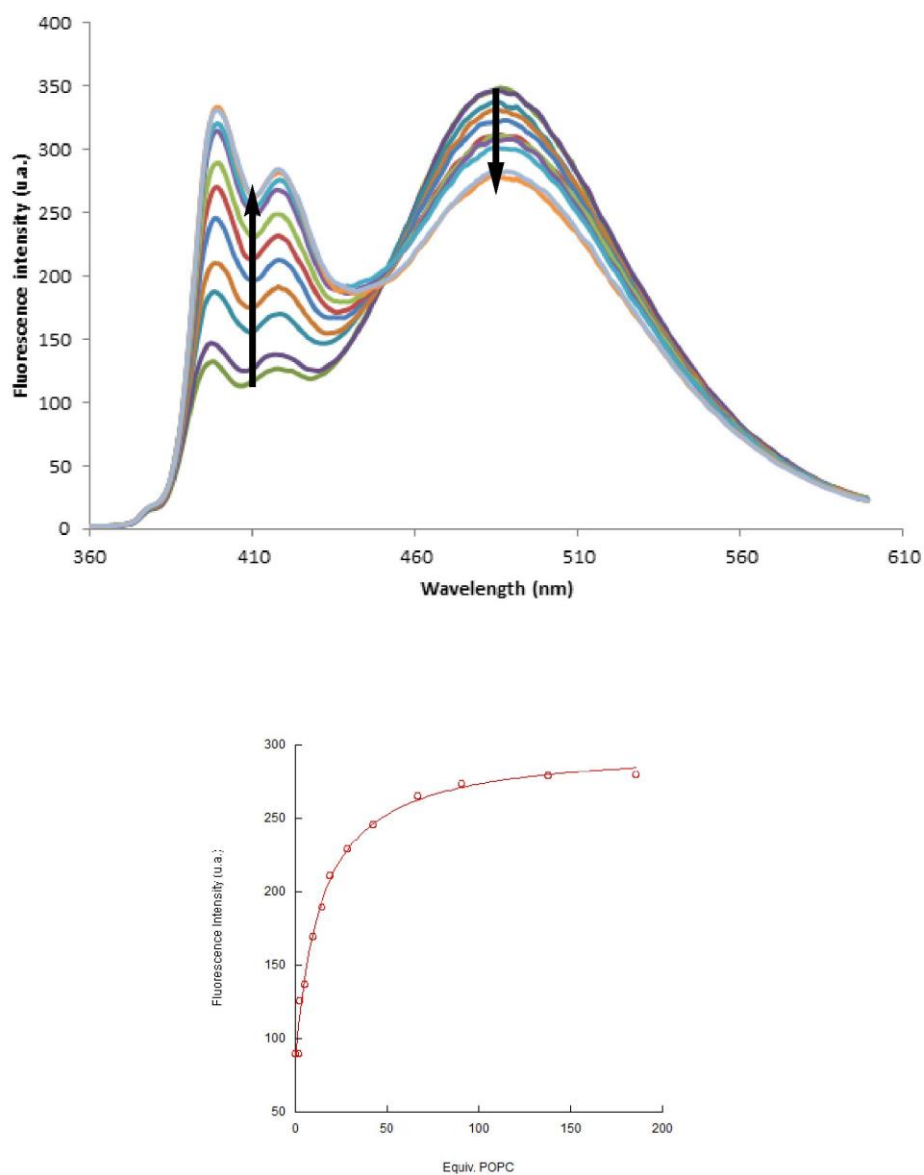 400
350
300
250
200
150
100
50
0
Fluorescence intensity (u.a.)
360 410 460 510 560 610
Wavelength (nm)
300
250
200
150
100
50
Fluorescence Intensity (u.a.)
0 50 100 150 200
Equiv. POPC